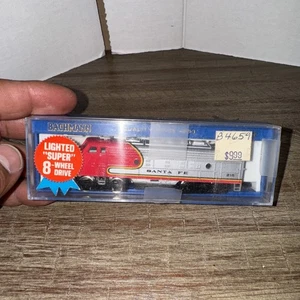 BACHMANN
B4659
$9.99
LIGHTED
"SUPER"
8-WHEEL
DRIVE
SANTA FE